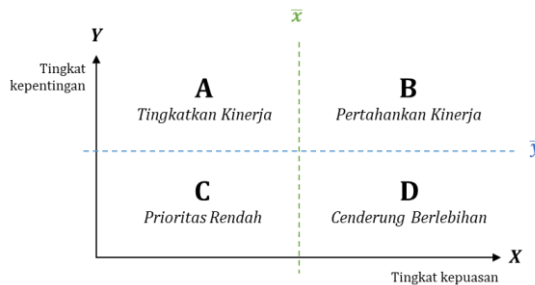 x̿
Y
Tingkat
kepentingan
A
Tingkatkan Kinerja
B
Pertahankan Kinerja
y̿
C
Prioritas Rendah
D
Cenderung Berlebihan
X
Tingkat kepuasan